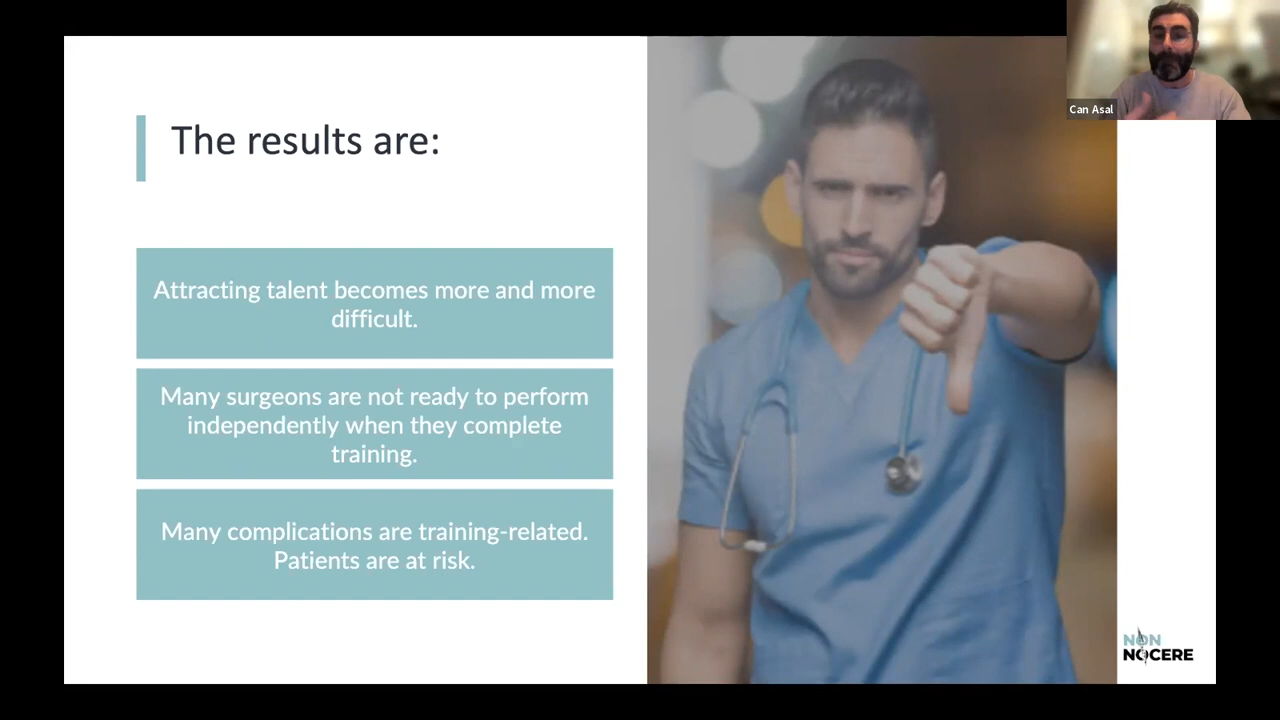 Can Asal
The results are:
Attracting talent becomes more and more
difficult.
Many surgeons are not ready to perform
independently when they complete
training.
Many complications are training-related.
Patients are at risk.
NON
NOCERE